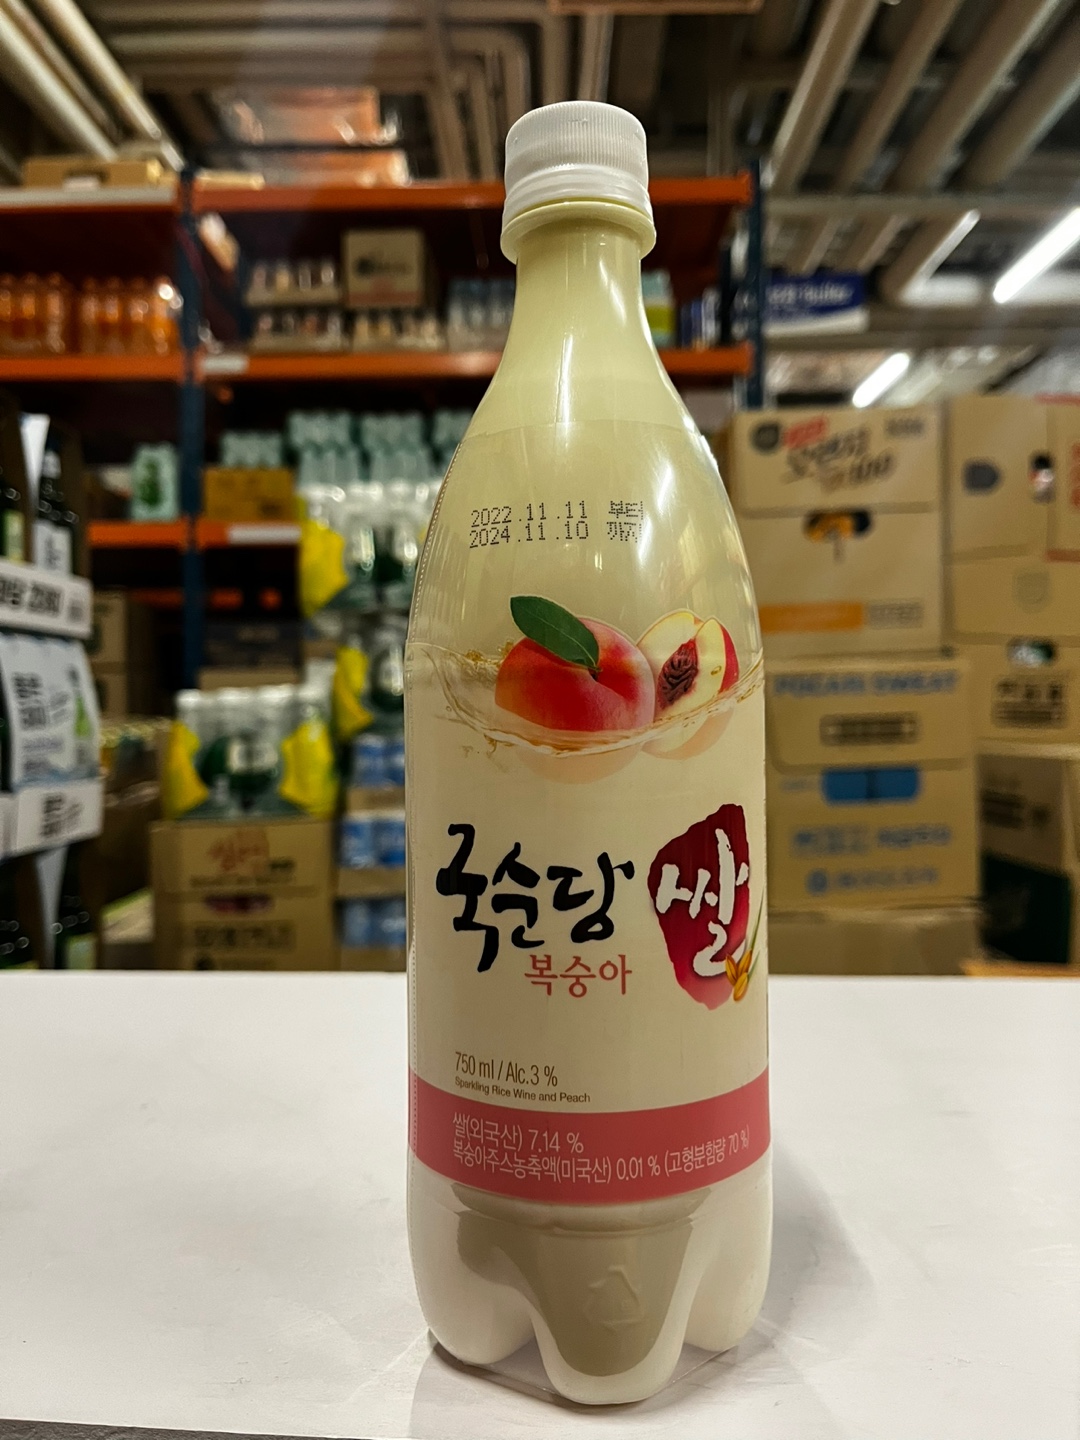 2022.11.11 부터
2024.11.10 까지
국순당 쌀
복숭아
750 ml / Alc.3 %
Sparkling Rice Wine and Peach
쌀(외국산) 7.14 %
복숭아주스농축액(미국산) 0.01 % (고형분함량 70 %)
POCARI SWEAT